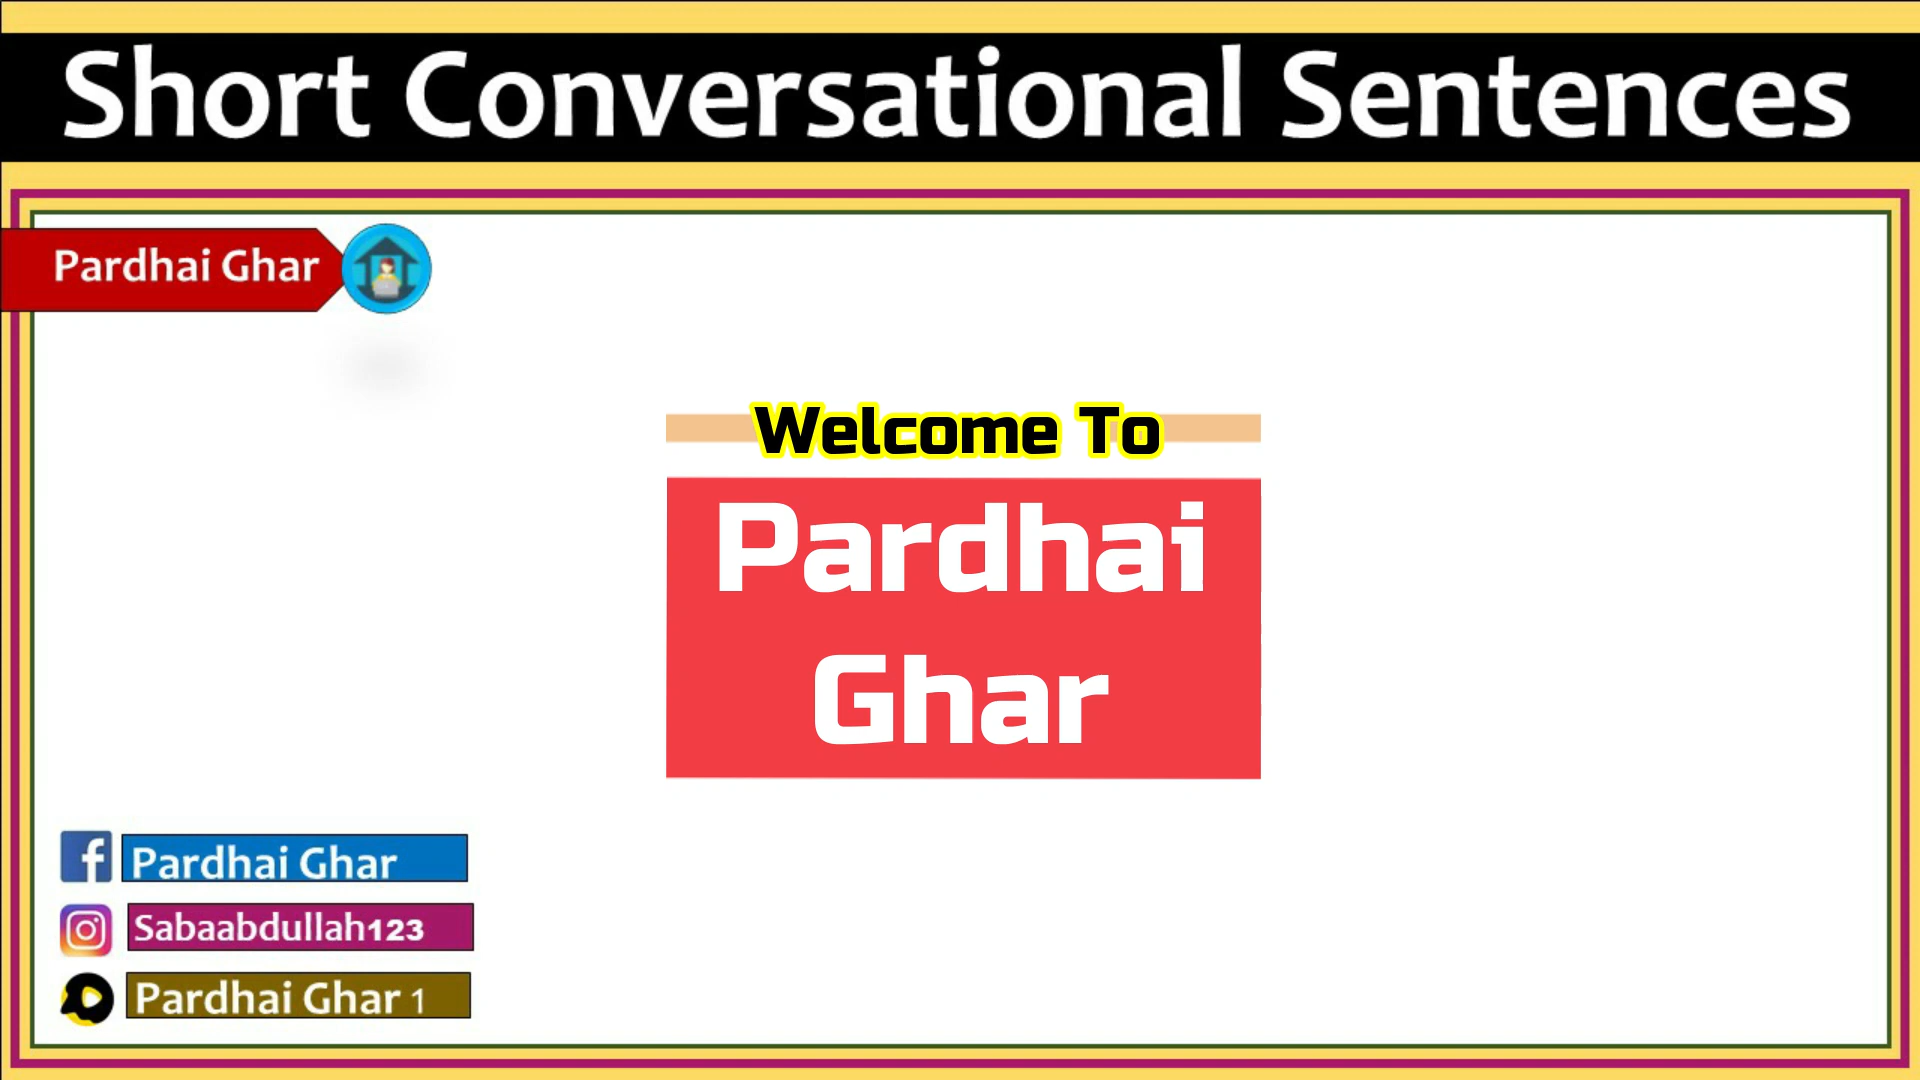 Short Conversational Sentences
Pardhai Ghar
Welcome To
Pardhai
Ghar
Pardhai Ghar
Sabaabdullah123
Pardhai Ghar 1